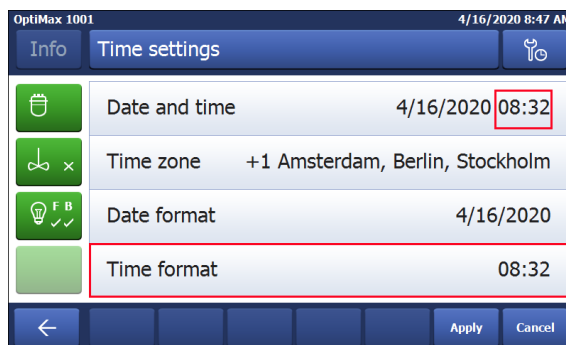 OptiMax 1001 4/16/2020 8:47 AM
Info Time settings
Date and time 4/16/2020 08:32
Time zone +1 Amsterdam, Berlin, Stockholm
F B
Date format 4/16/2020
Time format 08:32
Apply Cancel